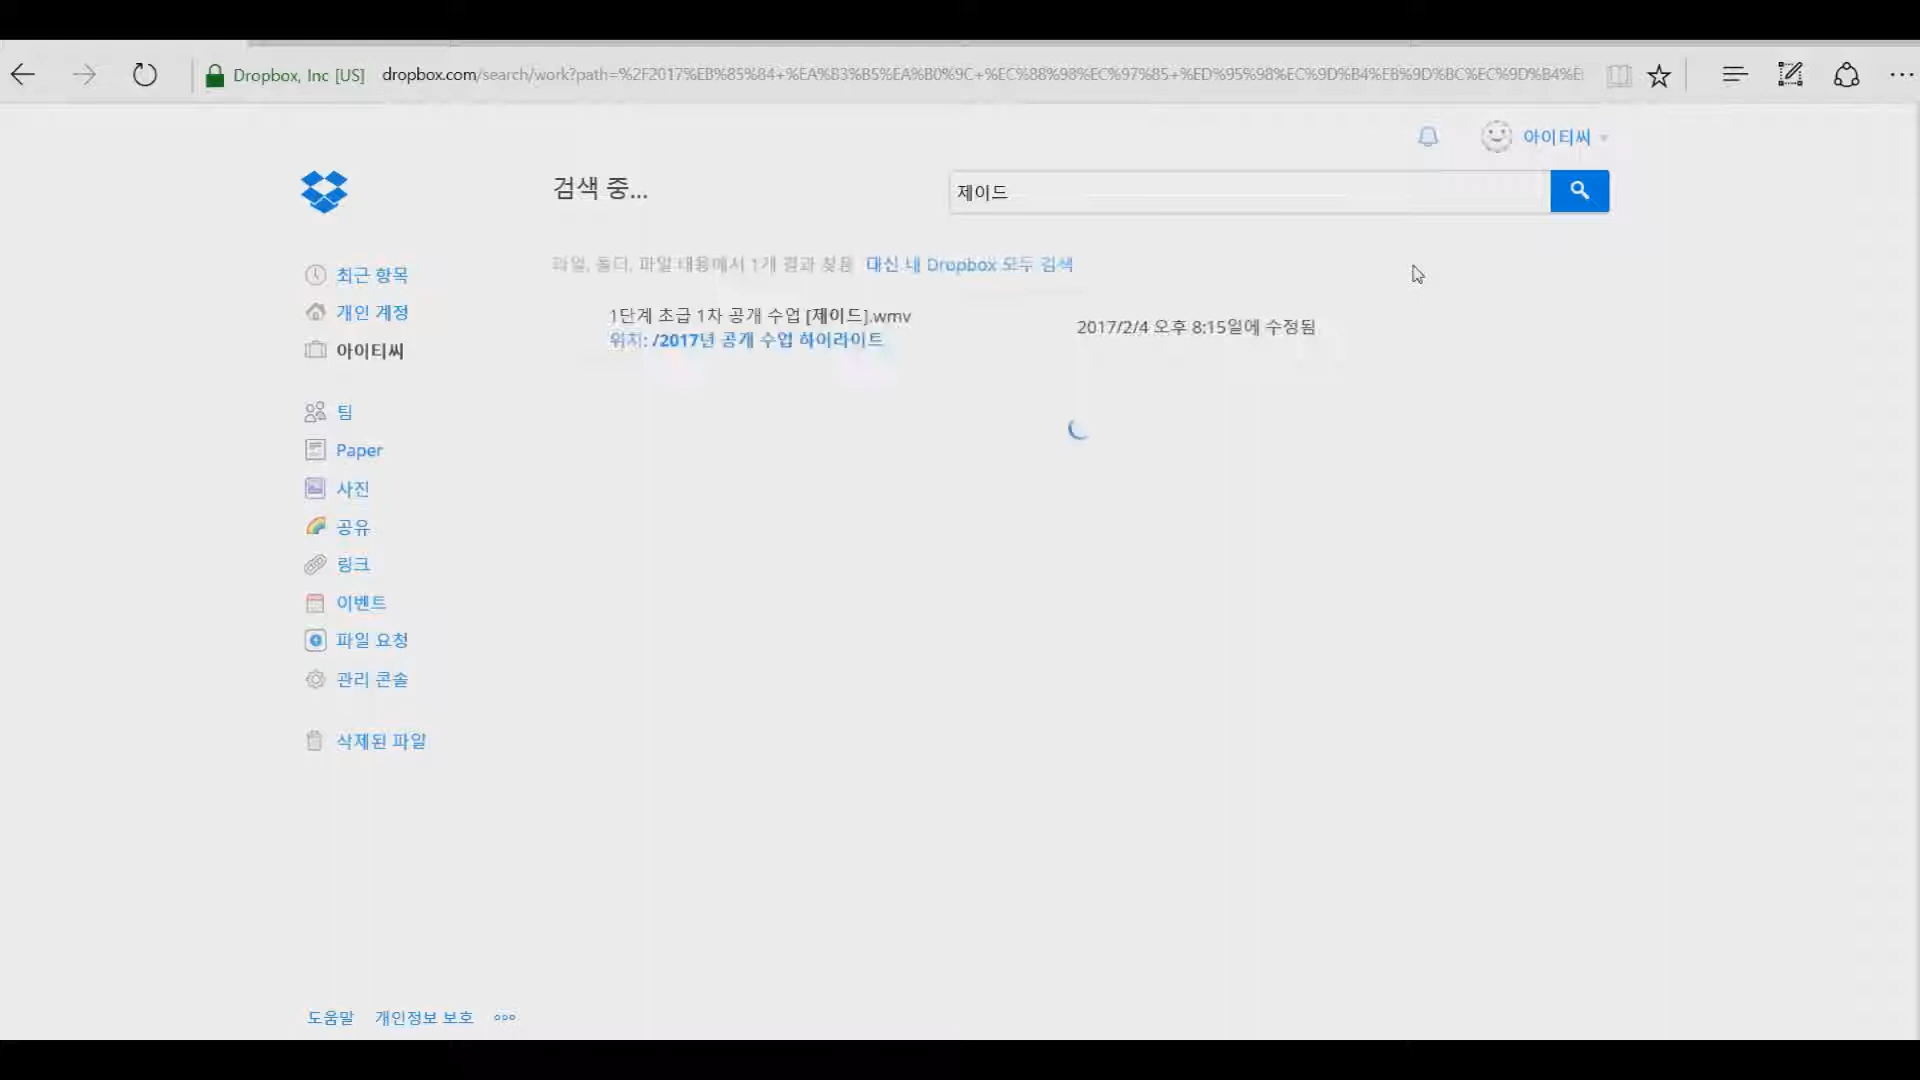 Dropbox, Inc [US] dropbox.com/search/work?path=%2F2017%EB%85%84+%EA%B3%B5%EA%B0%9C+%EC%88%98%EC%97%85+%ED%95%98%EC%9D%B4%EB%9D%BC%EC%9D%B4%E
아이티씨
검색 중...
제이드
파일, 폴더, 파일 내용에서 1개 결과 찾음 대신 내 Dropbox 모두 검색
최근 항목
개인 계정
아이티씨
1단계 초급 1차 공개 수업 [제이드].wmv
위치: /2017년 공개 수업 하이라이트
2017/2/4 오후 8:15일에 수정됨
팀
Paper
사진
공유
링크
이벤트
파일 요청
관리 콘솔
삭제된 파일
도움말 개인정보 보호